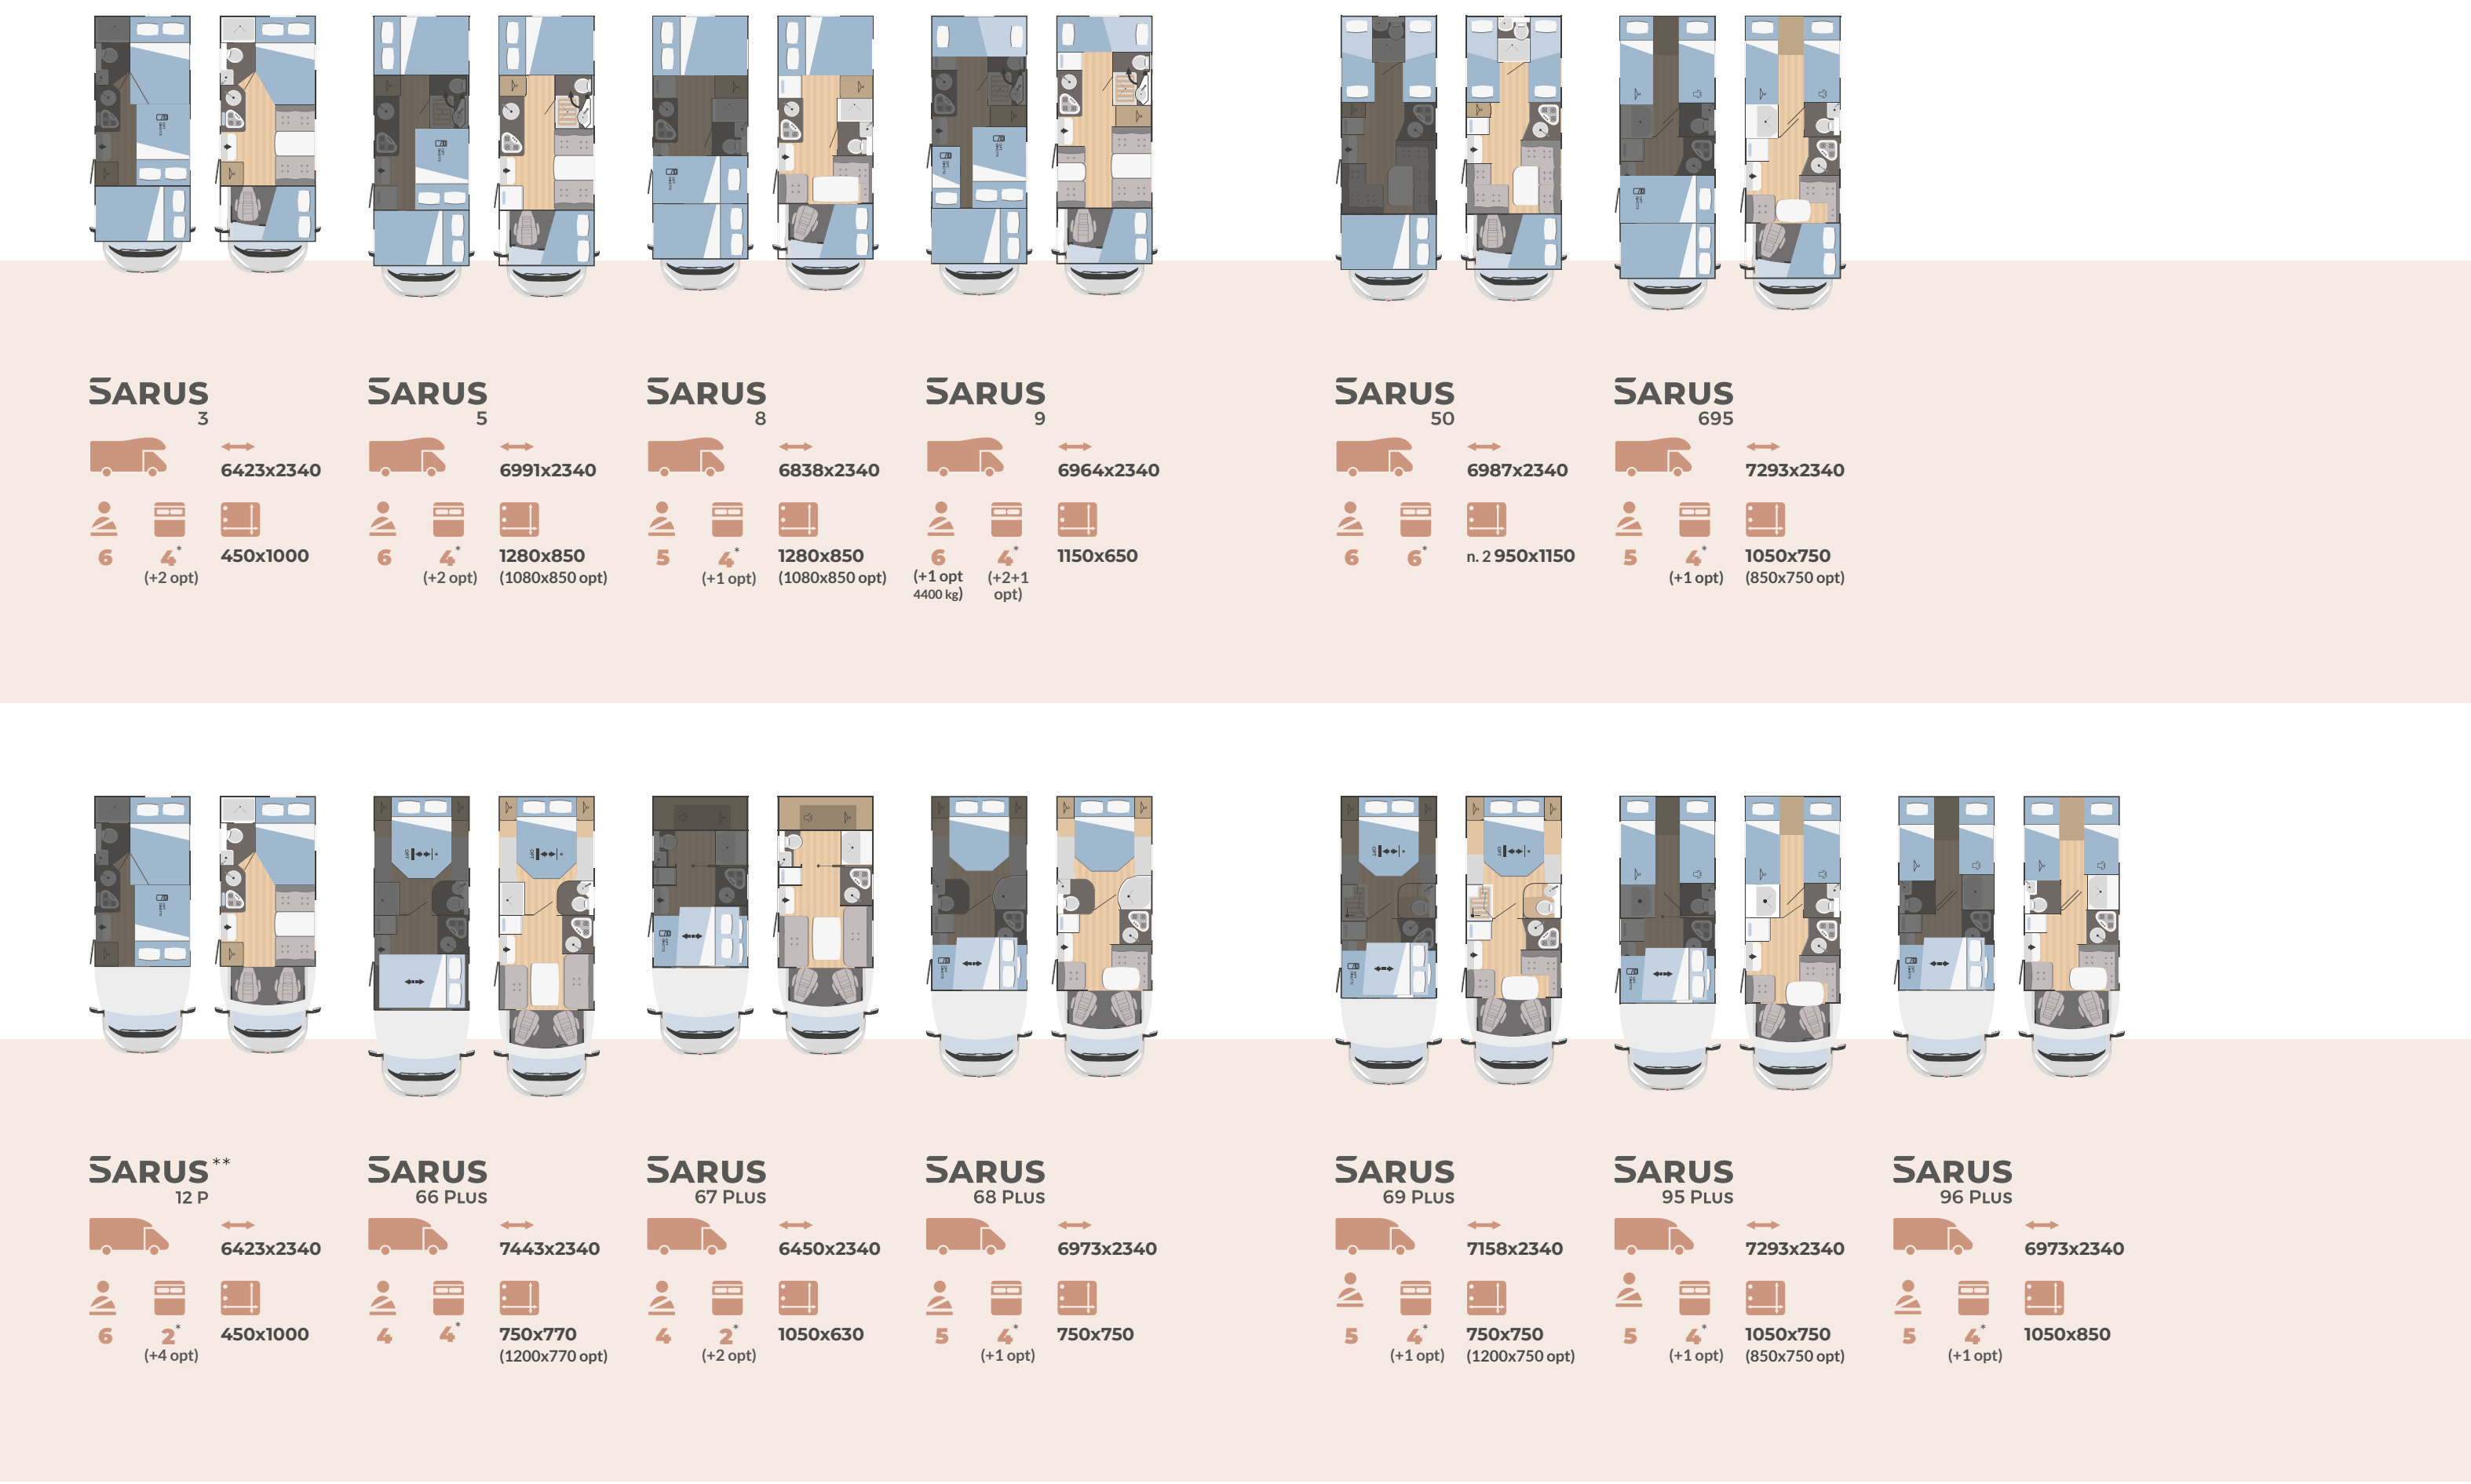 SARUS
3
6423x2340
6
4*
450x1000
(+2 opt)
SARUS
5
6991x2340
6
4*
1280x850
(+2 opt)
(1080x850 opt)
SARUS
8
6838x2340
5
4*
1280x850
(+1 opt)
(1080x850 opt)
SARUS
9
6964x2340
6
4*
1150x650
(+1 opt
4400 kg)
(+2+1
opt)
SARUS
50
6987x2340
6
6*
n. 2 950x1150
SARUS
695
7293x2340
5
4*
1050x750
(+1 opt)
(850x750 opt)
OPT
OPT
OPT
OPT
SARUS**
12 P
6423x2340
6
2*
450x1000
(+4 opt)
SARUS
66 PLUS
7443x2340
4
4*
750x770
(1200x770 opt)
SARUS
67 PLUS
6450x2340
4
2*
1050x630
(+2 opt)
SARUS
68 PLUS
6973x2340
5
4*
750x750
(+1 opt)
SARUS
69 PLUS
7158x2340
5
4*
750x750
(+1 opt)
(1200x750 opt)
SARUS
95 PLUS
7293x2340
5
4*
1050x750
(+1 opt)
(850x750 opt)
SARUS
96 PLUS
6973x2340
5
4*
1050x850
(+1 opt)